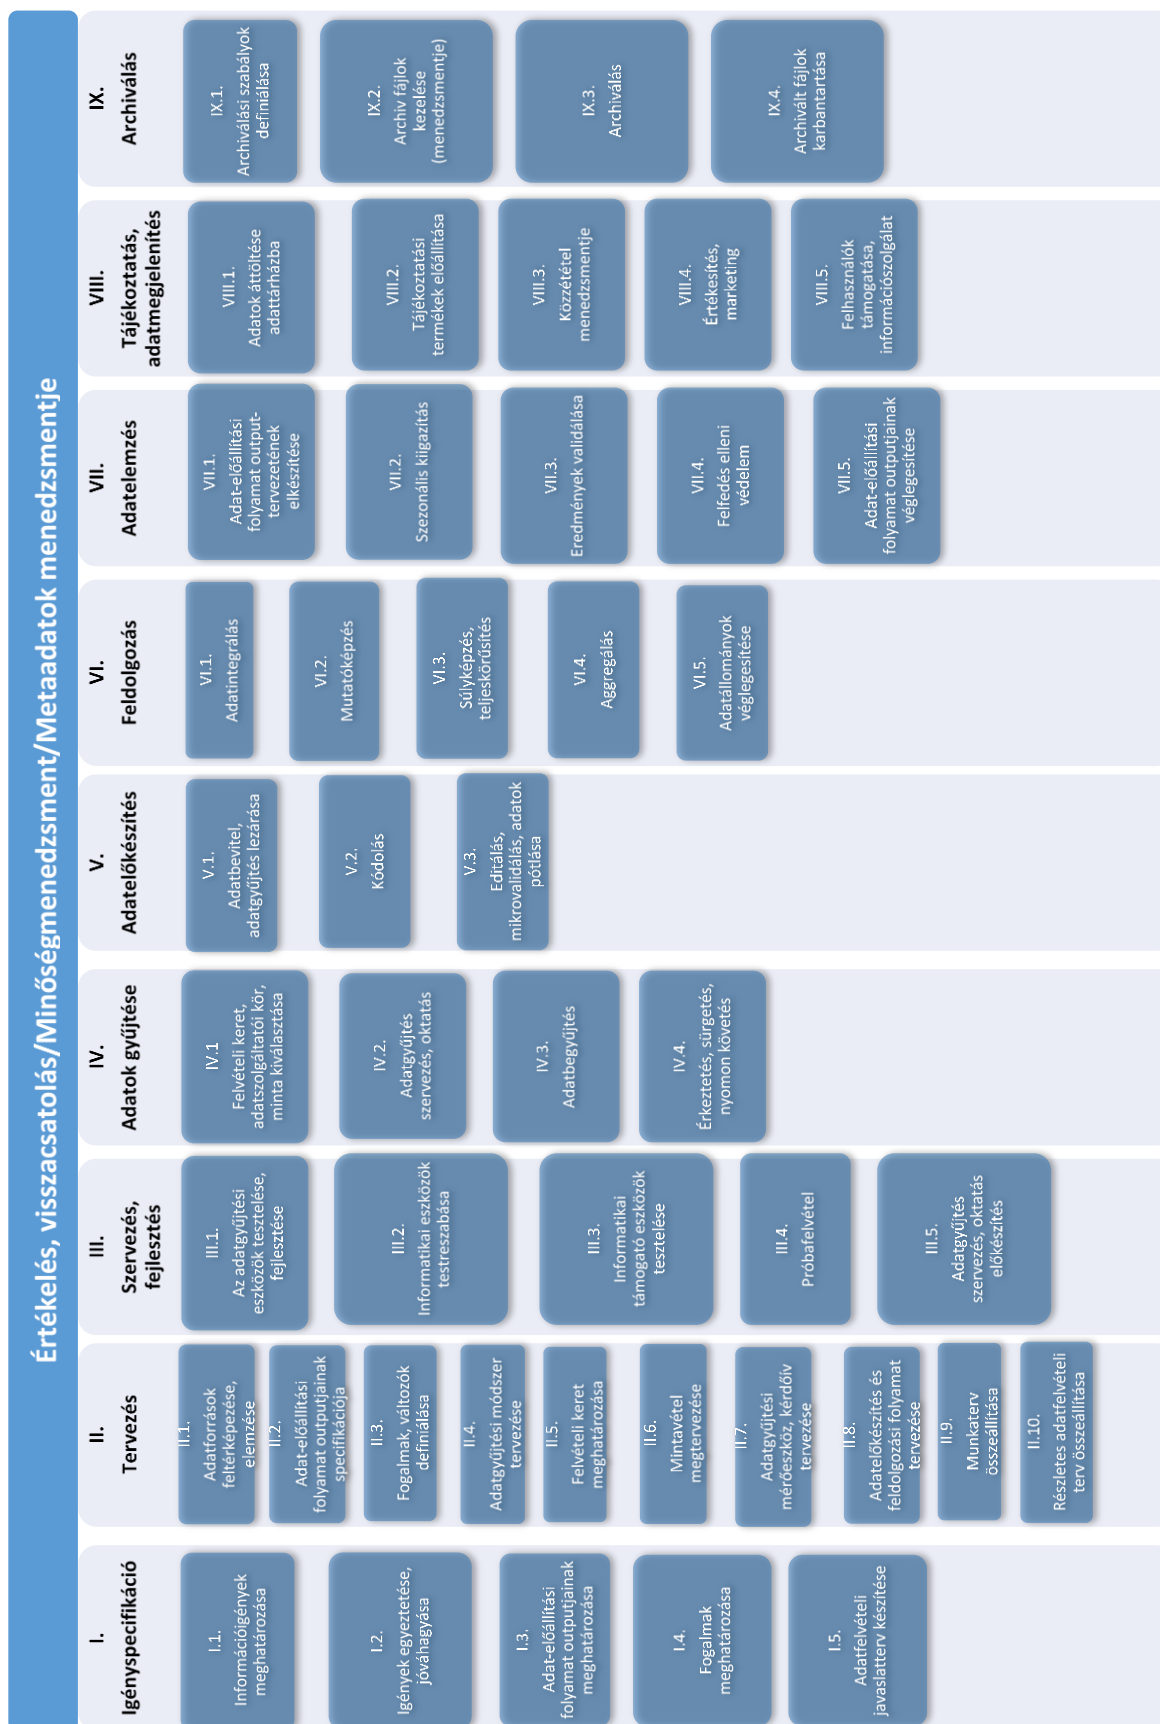 Értékelés, visszacsatolás/Minőségmenedzsment/Metaadatok menedzsmentje
I.
Igényspecifikáció
I.1.
Információigények
meghatározása
I.2.
Igények egyeztetése,
jóváhagyása
I.3.
Adat-előállítási
folyamat outputjainak
meghatározása
I.4.
Fogalmak
meghatározása
I.5.
Adatfelvételi
javaslatterv készítése
II.
Tervezés
II.1.
Adatforrások
feltérképezése,
elemzése
II.2.
Adat-előállítási
folyamat outputjainak
specifikációja
II.3.
Fogalmak, változók
definiálása
II.4.
Adatgyűjtési módszer
tervezése
II.5.
Felvételi keret
meghatározása
II.6.
Mintavétel
megtervezése
II.7.
Adatgyűjtési
mérőeszköz, kérdőív
tervezése
II.8.
Adatelőkészítés és
feldolgozási folyamat
tervezése
II.9.
Munkaterv
összeállítása
II.10.
Részletes adatfelvételi
terv összeállítása
III.
Szervezés,
fejlesztés
III.1.
Az adatgyűjtési
eszközök tesztelése,
fejlesztése
III.2.
Informatikai eszközök
testreszabása
III.3.
Informatikai
támogató eszközök
tesztelése
III.4.
Próbafelvétel
III.5.
Adatgyűjtés
szervezés, oktatás
előkészítés
IV.
Adatok gyűjtése
IV.1
Felvételi keret,
adatszolgáltatói kör,
minta kiválasztása
IV.2.
Adatgyűjtés
szervezés, oktatás
IV.3.
Adatbegyűjtés
IV.4.
Érkeztetés, sürgetés,
nyomon követés
V.
Adatelőkészítés
V.1.
Adatbevitel,
adatgyűjtés lezárása
V.2.
Kódolás
V.3.
Editálás,
mikrovalidálás, adatok
pótlása
VI.
Feldolgozás
VI.1.
Adatintegrálás
VI.2.
Mutatóképzés
VI.3.
Súlyképzés,
teljeskörűsítés
VI.4.
Aggregálás
VI.5.
Adatállományok
véglegesítése
VII.
Adatelemzés
VII.1.
Adat-előállítási
folyamat output-
tervezetének
elkészítése
VII.2.
Szezonális kiigazítás
VII.3.
Eredmények validálása
VII.4.
Felfedés elleni
védelem
VII.5.
Adat-előállítási
folyamat outputjainak
véglegesítése
VIII.
Tájékoztatás,
adatmegjelenítés
VIII.1.
Adatok áttöltése
adattárházba
VIII.2.
Tájékoztatási
termékek előállítása
VIII.3.
Közzététel
menedzsmentje
VIII.4.
Értékesítés,
marketing
VIII.5.
Felhasználók
támogatása,
információszolgálat
IX.
Archiválás
IX.1.
Archiválási szabályok
definiálása
IX.2.
Archiv fájlok
kezelése
(menedzsmentje)
IX.3.
Archiválás
IX.4.
Archivált fájlok
karbantartása